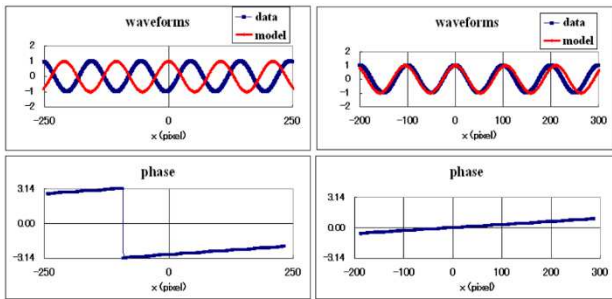 waveforms
data
model
2
1
0
-1
-2
-250
0
250
x (pixel)
waveforms
data
model
2
1
0
-1
-2
-200
-100
0
100
200
300
x (pixel)
phase
3.14
0.00
-3.14
-250
0
250
x (pixel)
phase
3.14
0.00
-3.14
-200
-100
0
100
200
300
x (pixel)